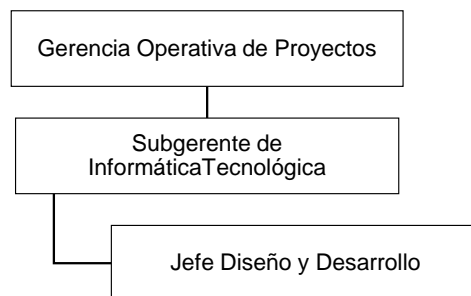 Gerencia Operativa de Proyectos
Subgerente de
InformáticaTecnológica
Jefe Diseño y Desarrollo